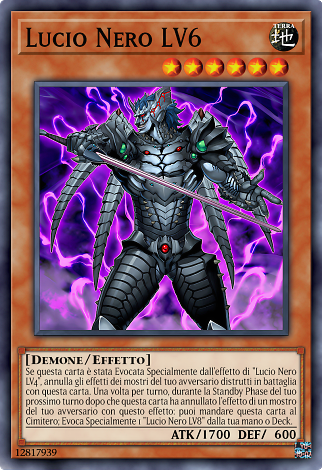 Lucio Nero LV6
TERRA
地
[Demone/Effetto]
Se questa carta è stata Evocata Specialmente dall'effetto di "Lucio Nero
LV4", annulla gli effetti dei mostri del tuo avversario distrutti in battaglia
con questa carta. Una volta per turno, durante la Standby Phase del tuo
prossimo turno dopo che questa carta ha annullato l'effetto di un mostro
del tuo avversario con questo effetto: puoi mandare questa carta al
Cimitero; Evoca Specialmente 1 "Lucio Nero LV8" dalla tua mano o Deck.
ATK/1700 DEF/ 600
12817939